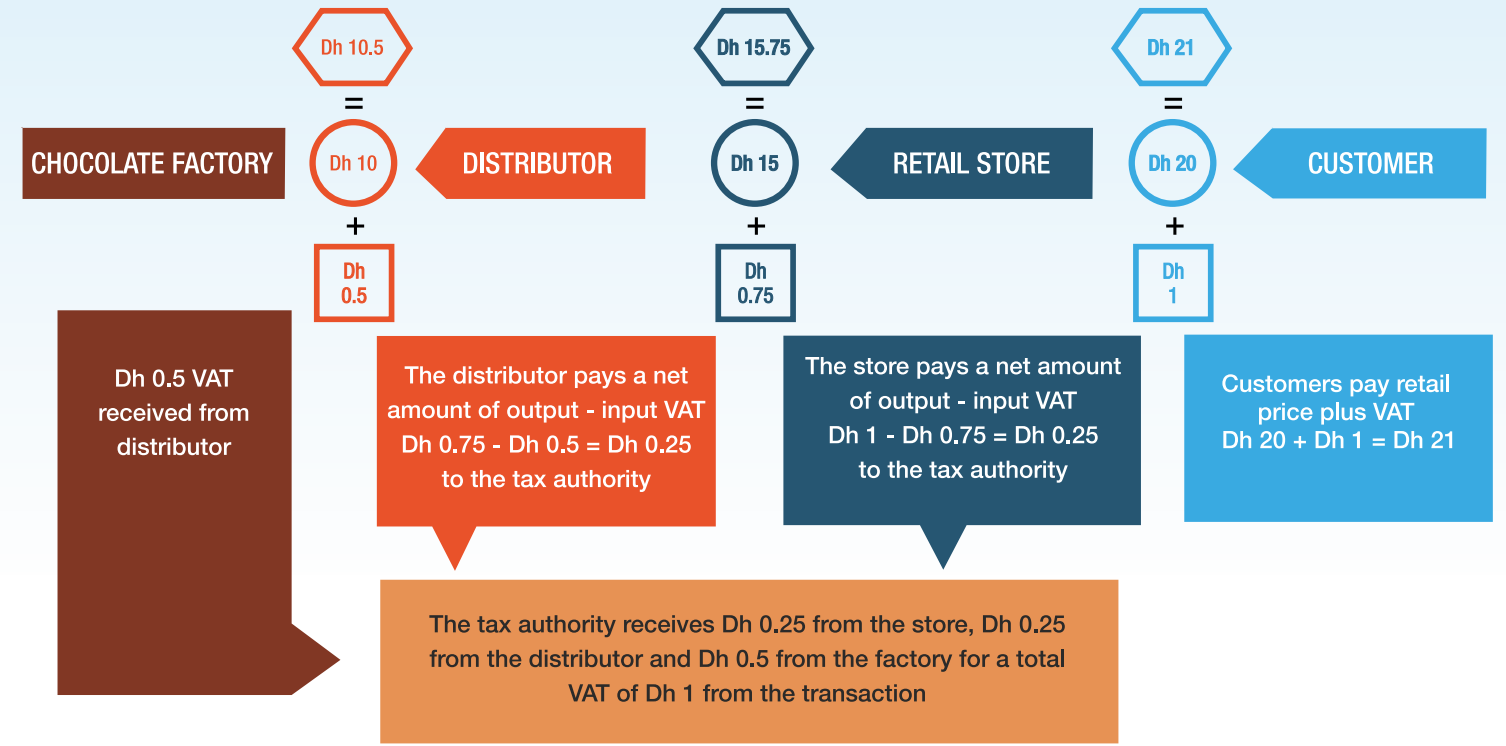 Dh 10.5
Dh 15.75
Dh 21
=
=
=
CHOCOLATE FACTORY
Dh 10
DISTRIBUTOR
Dh 15
RETAIL STORE
Dh 20
CUSTOMER
+
+
+
Dh
0.5
Dh
0.75
Dh
1
Dh 0.5 VAT
received from
distributor
The distributor pays a net
amount of output - input VAT
Dh 0.75 - Dh 0.5 = Dh 0.25
to the tax authority
The store pays a net amount
of output - input VAT
Dh 1 - Dh 0.75 = Dh 0.25
to the tax authority
Customers pay retail
price plus VAT
Dh 20 + Dh 1 = Dh 21
The tax authority receives Dh 0.25 from the store, Dh 0.25
from the distributor and Dh 0.5 from the factory for a total
VAT of Dh 1 from the transaction